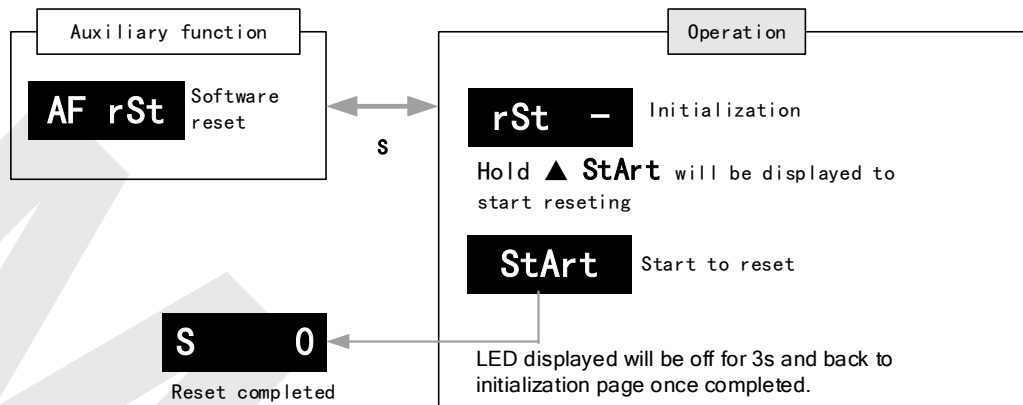 Auxiliary function
AF rSt
Software
reset
S
Operation
rSt –
Initialization
Hold ▲ StArt will be displayed to
start reseting
StArt
Start to reset
S 0
Reset completed
LED displayed will be off for 3s and back to
initialization page once completed.